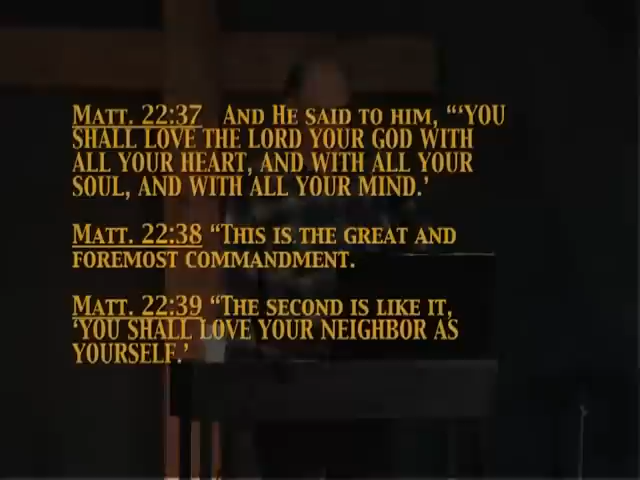 Matt. 22:37 And He said to him, “‘YOU
SHALL LOVE THE LORD YOUR GOD WITH
ALL YOUR HEART, AND WITH ALL YOUR
SOUL, AND WITH ALL YOUR MIND.’
Matt. 22:38 “This is the great and
foremost commandment.
Matt. 22:39 “The second is like it,
‘YOU SHALL LOVE YOUR NEIGHBOR AS
YOURSELF.’